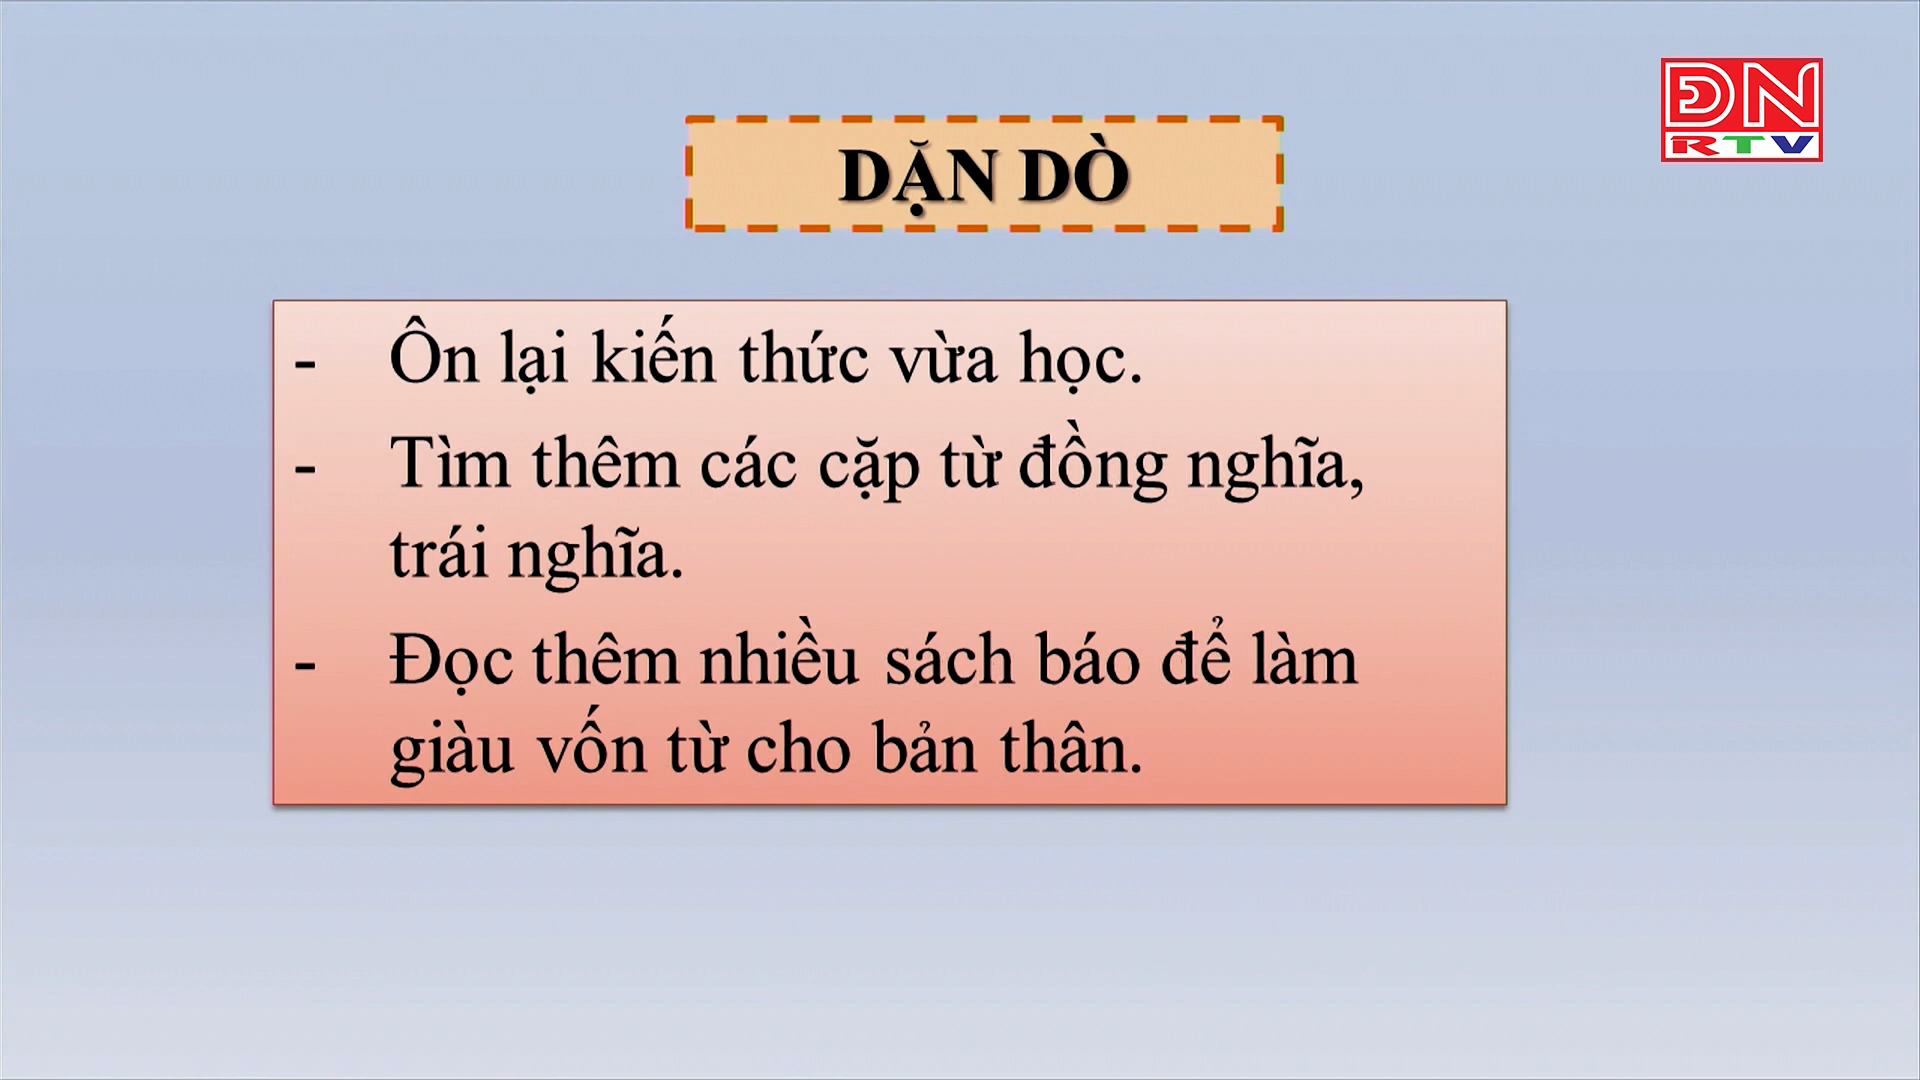 ĐN
RTV
DẶN DÒ
- Ôn lại kiến thức vừa học.
- Tìm thêm các cặp từ đồng nghĩa,
trái nghĩa.
- Đọc thêm nhiều sách báo để làm
giàu vốn từ cho bản thân.